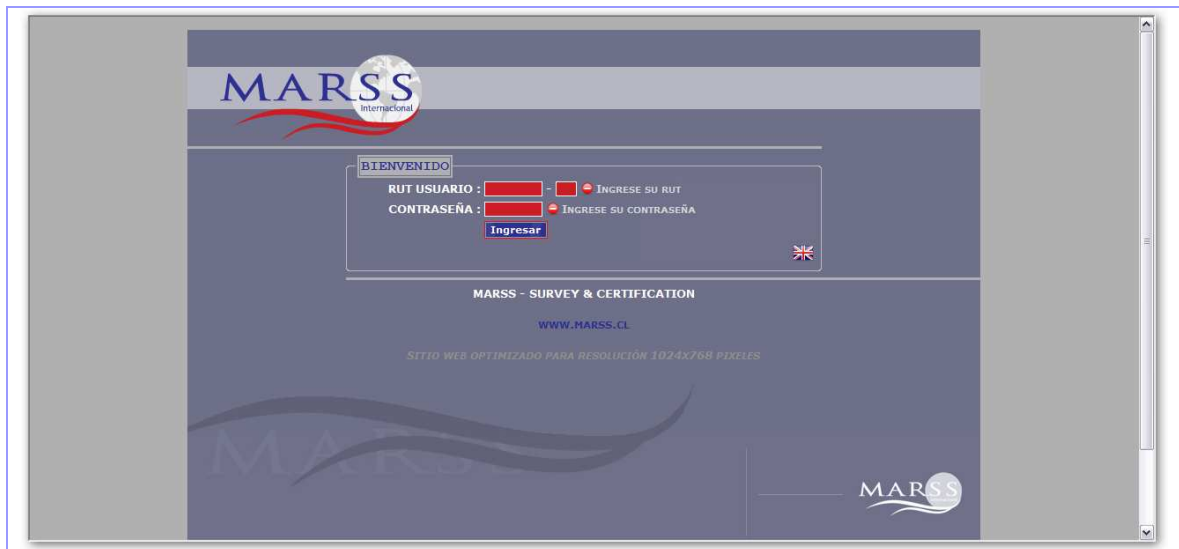 MARSS
Internacional
BIENVENIDO
RUT USUARIO : - INGRESE SU RUT
CONTRASEÑA : INGRESE SU CONTRASEÑA
Ingresar
MARSS - SURVEY & CERTIFICATION
WWW.MARSS.CL
SITIO WEB OPTIMIZADO PARA RESOLUCIÓN 1024X768 PIXELES
MARSS
MARSS